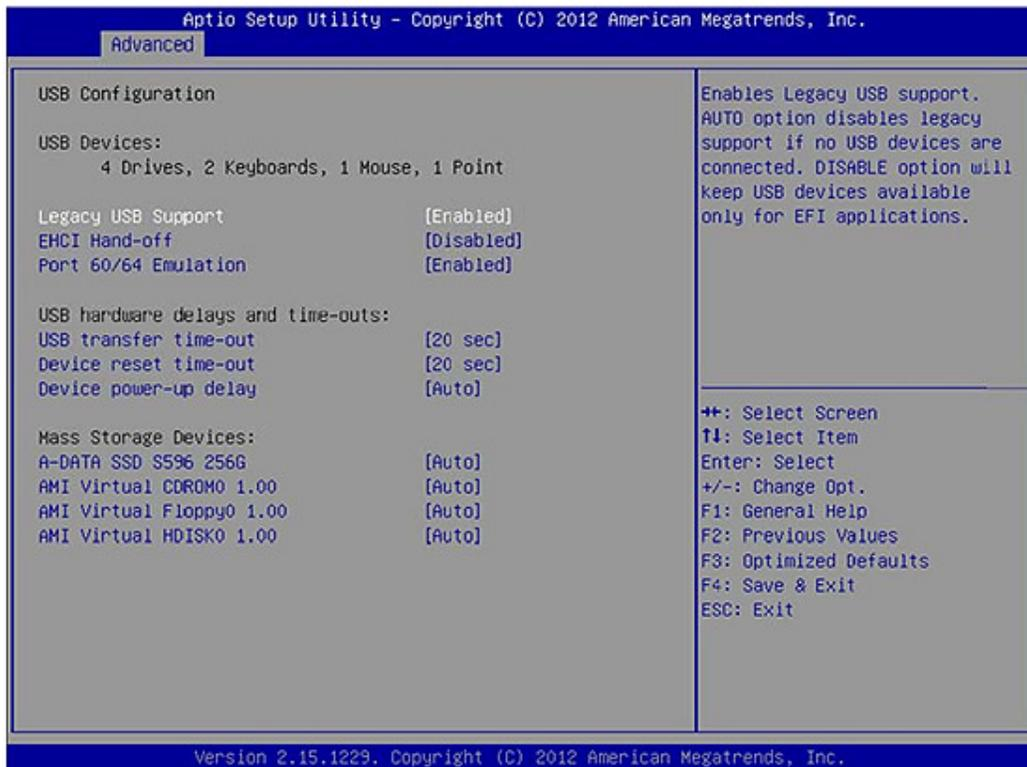 Aptio Setup Utility – Copyright (C) 2012 American Megatrends, Inc.
Advanced
USB Configuration
USB Devices:
4 Drives, 2 Keyboards, 1 Mouse, 1 Point
Legacy USB Support [Enabled]
EHCI Hand-off [Disabled]
Port 60/64 Emulation [Enabled]
USB hardware delays and time-outs:
USB transfer time-out [20 sec]
Device reset time-out [20 sec]
Device power-up delay [Auto]
Mass Storage Devices:
A-DATA SSD S596 256G [Auto]
AMI Virtual CDROM0 1.00 [Auto]
AMI Virtual Floppy0 1.00 [Auto]
AMI Virtual HDISK0 1.00 [Auto]
Enables Legacy USB support.
AUTO option disables legacy
support if no USB devices are
connected. DISABLE option will
keep USB devices available
only for EFI applications.
→←: Select Screen
↑↓: Select Item
Enter: Select
+/-: Change Opt.
F1: General Help
F2: Previous Values
F3: Optimized Defaults
F4: Save & Exit
ESC: Exit
Version 2.15.1229. Copyright (C) 2012 American Megatrends, Inc.